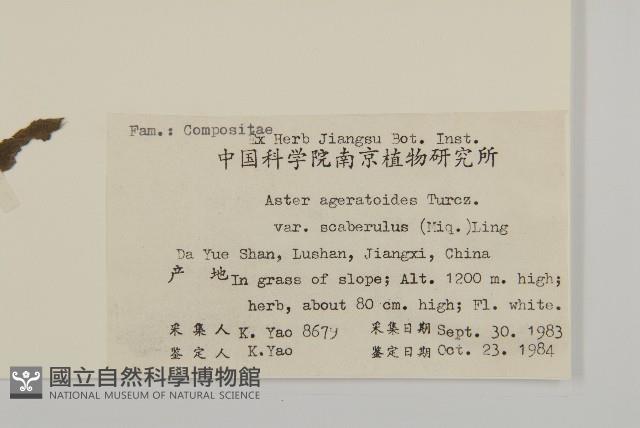 Fam.: Compositae
Ex Herb Jiangsu Bot. Inst.
中国科学院南京植物研究所
Aster ageratoides Turcz.
var. scaberulus (Miq.)Ling
Da Yue Shan, Lushan, Jiangxi, China
产 地 In grass of slope; Alt. 1200 m. high;
herb, about 80 cm. high; Fl. white.
采 集 人 K. Yao 8679 采集日期 Sept. 30. 1983
鉴 定 人 K.Yao 鉴定日期 Oct. 23. 1984
國立自然科學博物館
NATIONAL MUSEUM OF NATURAL SCIENCE